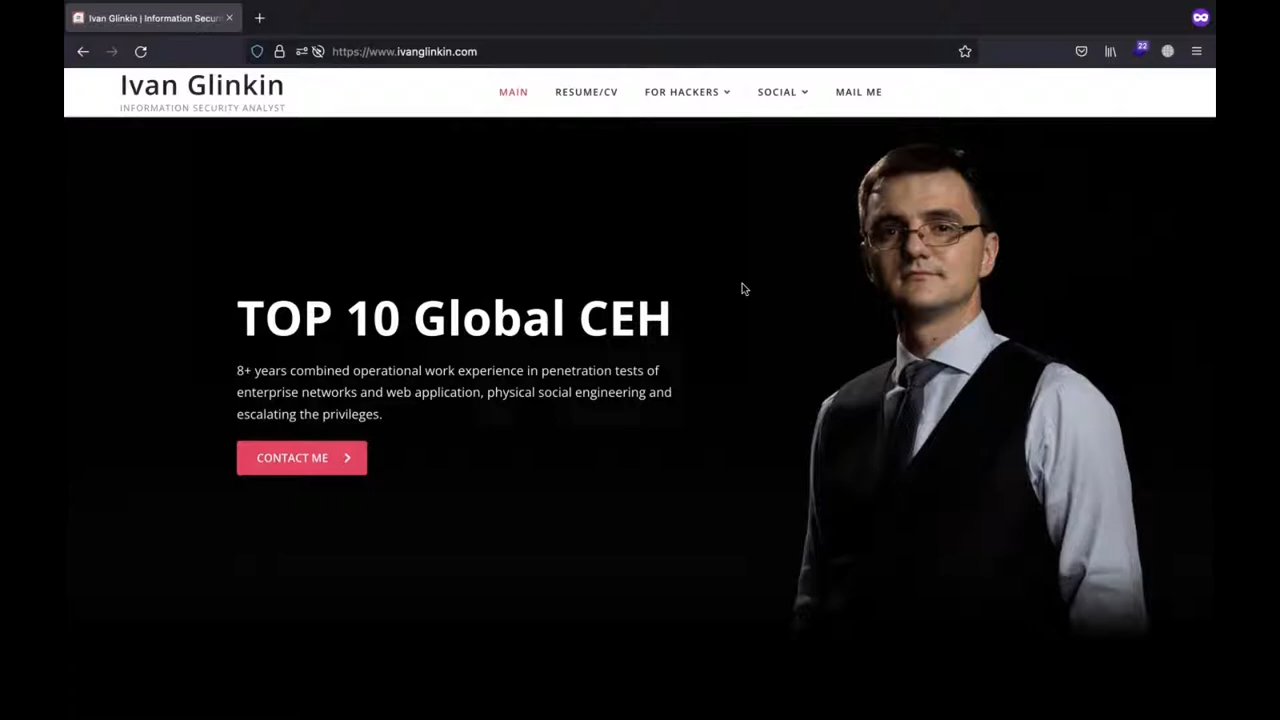 Ivan Glinkin | Information Secur
22
https://www.ivanglinkin.com
Ivan Glinkin
INFORMATION SECURITY ANALYST
MAIN
RESUME/CV
FOR HACKERS
SOCIAL
MAIL ME
TOP 10 Global CEH
8+ years combined operational work experience in penetration tests of
enterprise networks and web application, physical social engineering and
escalating the privileges.
CONTACT ME